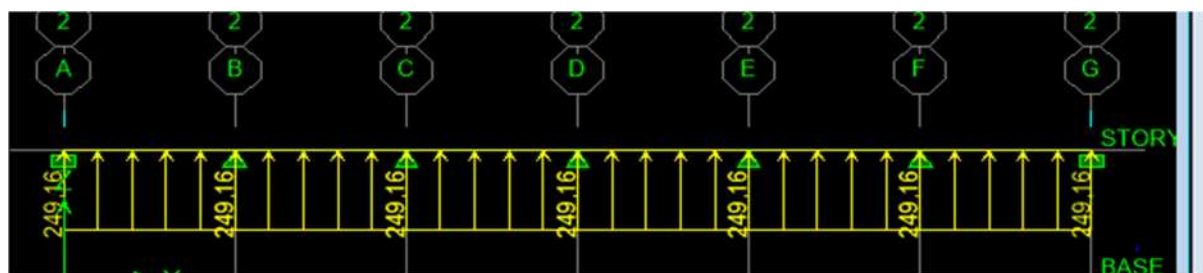 2 2 2 2 2 2 2
A B C D E F G
STORY
249.16 249.16 249.16 249.16 249.16 249.16 249.16
X
BASE